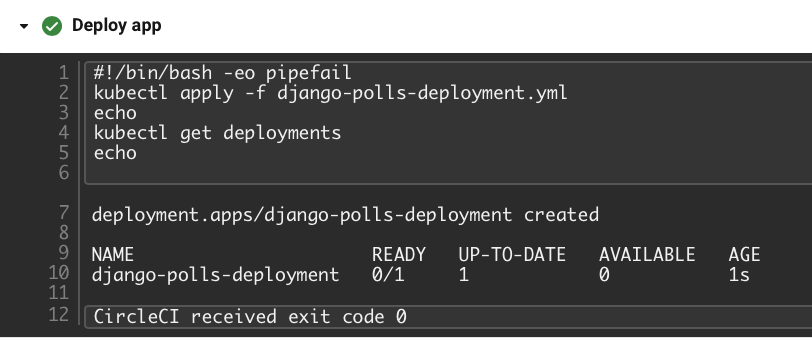 Deploy app
1 #!/bin/bash -eo pipefail
2 kubectl apply -f django-polls-deployment.yml
3 echo
4 kubectl get deployments
5 echo
6
7 deployment.apps/django-polls-deployment created
8
9 NAME READY UP-TO-DATE AVAILABLE AGE
10 django-polls-deployment 0/1 1 0 1s
11
12 CircleCI received exit code 0